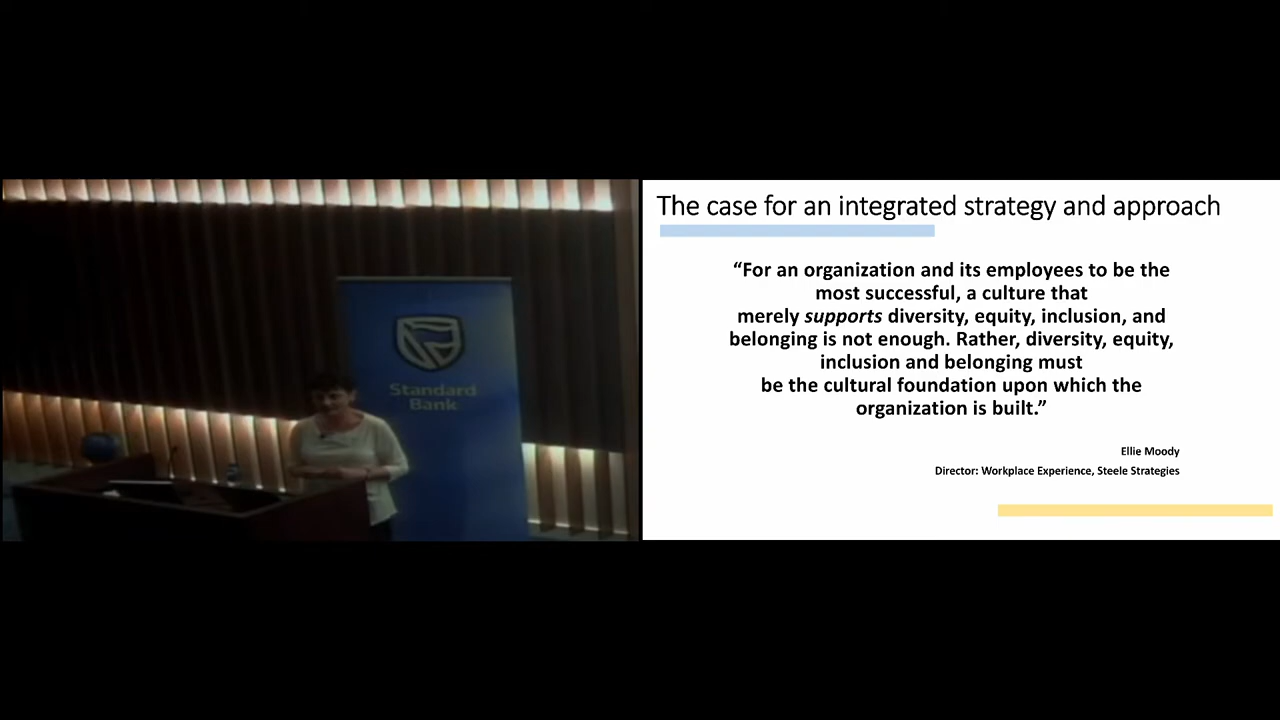 Standard
Bank
The case for an integrated strategy and approach
“For an organization and its employees to be the
most successful, a culture that
merely supports diversity, equity, inclusion, and
belonging is not enough. Rather, diversity, equity,
inclusion and belonging must
be the cultural foundation upon which the
organization is built.”
Ellie Moody
Director: Workplace Experience, Steele Strategies